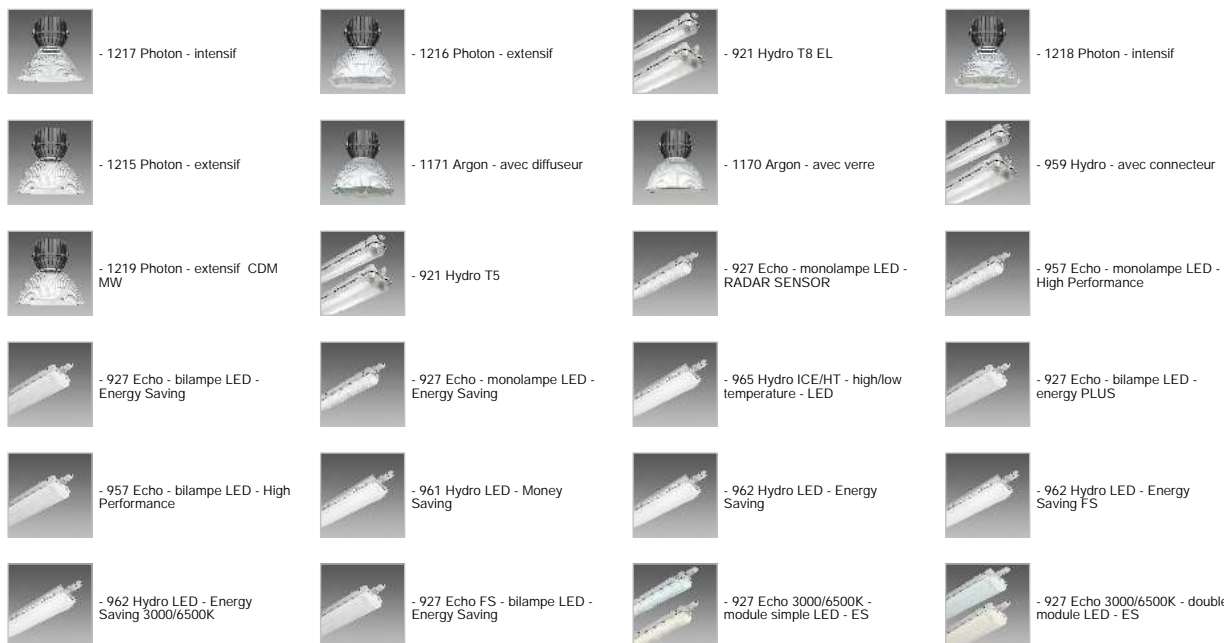 - 1217 Photon - intensif
- 1216 Photon - extensif
- 921 Hydro T8 EL
- 1218 Photon - intensif
- 1215 Photon - extensif
- 1171 Argon - avec diffuseur
- 1170 Argon - avec verre
- 959 Hydro - avec connecteur
- 1219 Photon - extensif CDM
MW
- 921 Hydro T5
- 927 Echo - monolampe LED -
RADAR SENSOR
- 957 Echo - monolampe LED -
High Performance
- 927 Echo - bilampe LED -
Energy Saving
- 927 Echo - monolampe LED -
Energy Saving
- 965 Hydro ICE/HT - high/low
temperature - LED
- 927 Echo - bilampe LED -
energy PLUS
- 957 Echo - bilampe LED - High
Performance
- 961 Hydro LED - Money
Saving
- 962 Hydro LED - Energy
Saving
- 962 Hydro LED - Energy
Saving FS
- 962 Hydro LED - Energy
Saving 3000/6500K
- 927 Echo FS - bilampe LED -
Energy Saving
- 927 Echo 3000/6500K -
module simple LED - ES
- 927 Echo 3000/6500K - double
module LED - ES